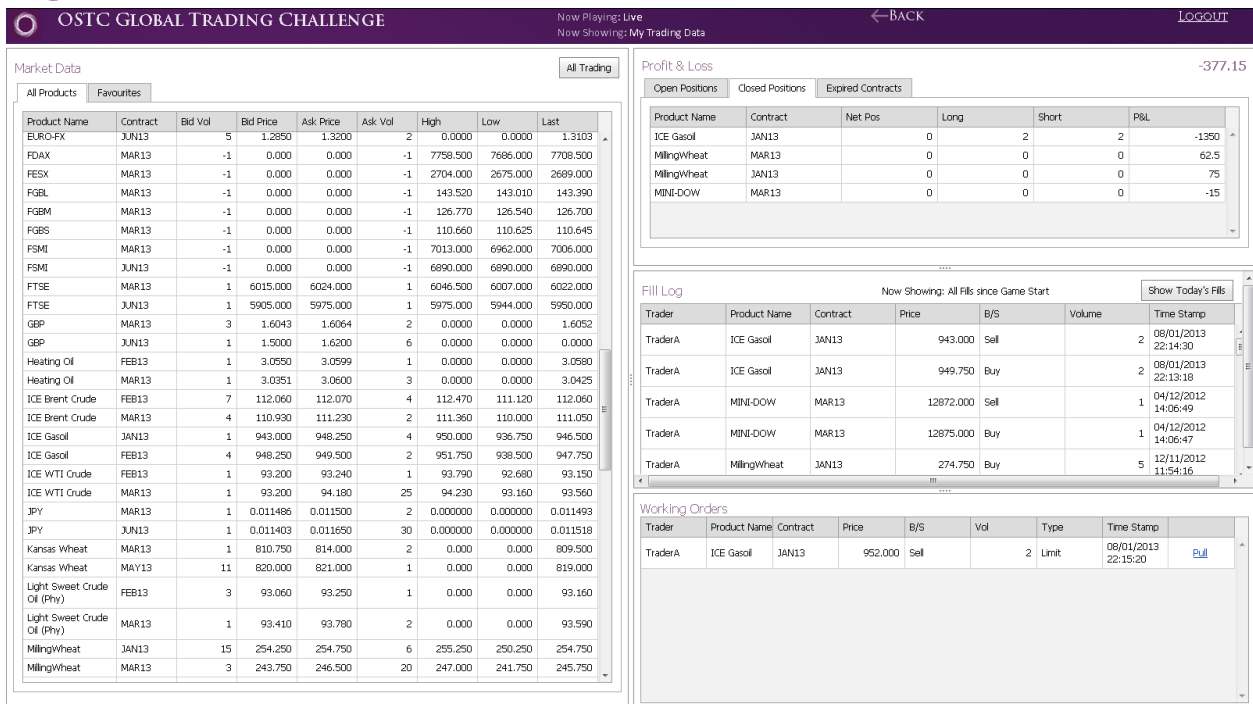 OSTC GLOBAL TRADING CHALLENGE
Now Playing: Live
Now Showing: My Trading Data
←BACK
LOGOUT
Market Data
All Trading
All Products Favourites
Product Name Contract Bid Vol Bid Price Ask Price Ask Vol High Low Last
EURO-FX JUN13 5 1.2850 1.3200 2 0.0000 0.0000 1.3103
FDAX MAR13 -1 0.000 0.000 -1 7758.500 7686.000 7708.500
FESX MAR13 -1 0.000 0.000 -1 2704.000 2675.000 2689.000
FGBL MAR13 -1 0.000 0.000 -1 143.520 143.010 143.390
FGBM MAR13 -1 0.000 0.000 -1 126.770 126.540 126.700
FGBS MAR13 -1 0.000 0.000 -1 110.660 110.625 110.645
FSMI MAR13 -1 0.000 0.000 -1 7013.000 6962.000 7006.000
FSMI JUN13 -1 0.000 0.000 -1 6890.000 6890.000 6890.000
FTSE MAR13 1 6015.000 6024.000 1 6046.500 6007.000 6022.000
FTSE JUN13 1 5905.000 5975.000 1 5975.000 5944.000 5950.000
GBP MAR13 3 1.6043 1.6064 2 0.0000 0.0000 1.6052
GBP JUN13 1 1.5000 1.6200 6 0.0000 0.0000 0.0000
Heating Oil FEB13 1 3.0550 3.0599 1 0.0000 0.0000 3.0580
Heating Oil MAR13 1 3.0351 3.0600 3 0.0000 0.0000 3.0425
ICE Brent Crude FEB13 7 112.060 112.070 4 112.470 111.120 112.060
ICE Brent Crude MAR13 4 110.930 111.230 2 111.360 110.000 111.050
ICE Gasoil JAN13 1 943.000 948.250 4 950.000 936.750 946.500
ICE Gasoil FEB13 4 948.250 949.500 2 951.750 938.500 947.750
ICE WTI Crude FEB13 1 93.200 93.240 1 93.790 92.680 93.150
ICE WTI Crude MAR13 1 93.200 94.180 25 94.230 93.160 93.560
JPY MAR13 1 0.011486 0.011500 2 0.000000 0.000000 0.011493
JPY JUN13 1 0.011403 0.011650 30 0.000000 0.000000 0.011518
Kansas Wheat MAR13 1 810.750 814.000 2 0.000 0.000 809.500
Kansas Wheat MAY13 11 820.000 821.000 1 0.000 0.000 819.000
Light Sweet Crude
Oil (Phy) FEB13 3 93.060 93.250 1 0.000 0.000 93.160
Light Sweet Crude
Oil (Phy) MAR13 1 93.410 93.780 2 0.000 0.000 93.590
MillingWheat JAN13 15 254.250 254.750 6 255.250 250.250 254.750
MillingWheat MAR13 3 243.750 246.500 20 247.000 241.750 245.750
Profit & Loss -377.15
Open Positions Closed Positions Expired Contracts
Product Name Contract Net Pos Long Short P&L
ICE Gasoil JAN13 0 2 2 -1350
MillingWheat MAR13 0 0 0 62.5
MillingWheat JAN13 0 0 0 75
MINI-DOW MAR13 0 0 0 -15
Fill Log Now Showing: All Fills since Game Start Show Today's Fills
Trader Product Name Contract Price B/S Volume Time Stamp
TraderA ICE Gasoil JAN13 943.000 Sell 2 08/01/2013
22:14:30
TraderA ICE Gasoil JAN13 949.750 Buy 2 08/01/2013
22:13:18
TraderA MINI-DOW MAR13 12872.000 Sell 1 04/12/2012
14:06:49
TraderA MINI-DOW MAR13 12875.000 Buy 1 04/12/2012
14:06:47
TraderA MillingWheat JAN13 274.750 Buy 5 12/11/2012
11:54:16
Working Orders
Trader Product Name Contract Price B/S Vol Type Time Stamp
TraderA ICE Gasoil JAN13 952.000 Sell 2 Limit 08/01/2013
22:15:20 Pull